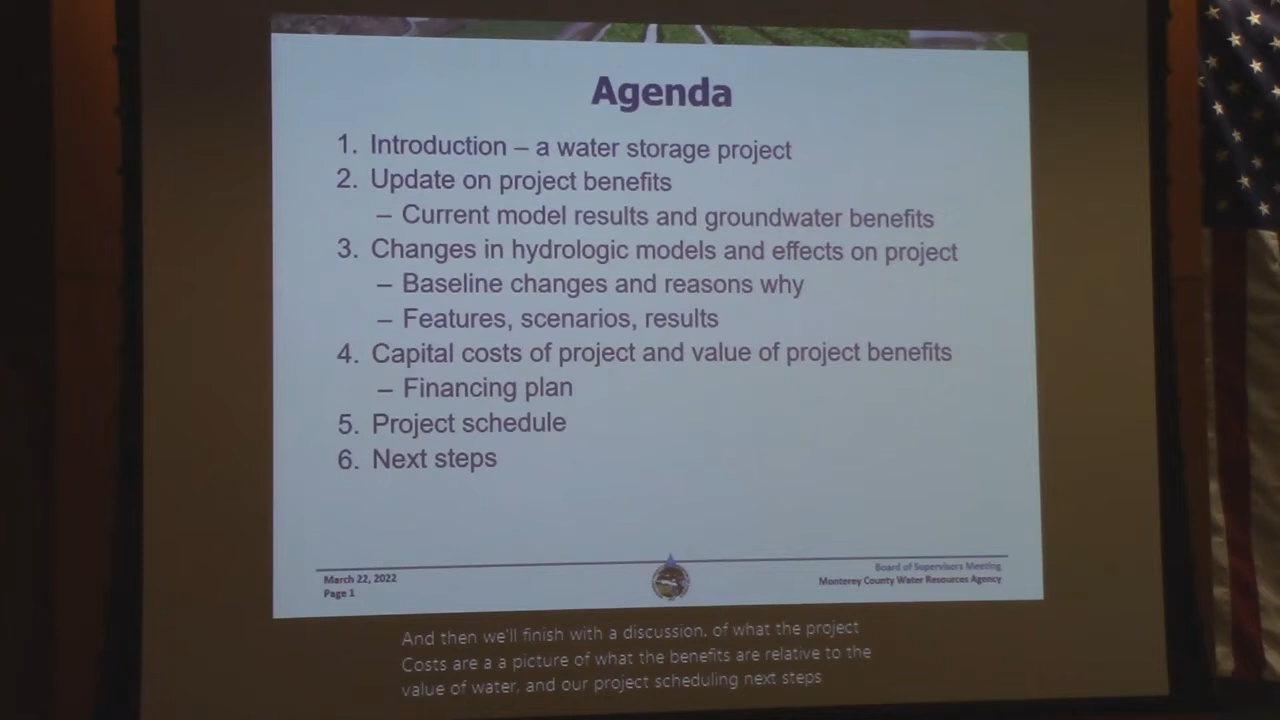 Agenda
1. Introduction – a water storage project
2. Update on project benefits
– Current model results and groundwater benefits
3. Changes in hydrologic models and effects on project
– Baseline changes and reasons why
– Features, scenarios, results
4. Capital costs of project and value of project benefits
– Financing plan
5. Project schedule
6. Next steps
March 22, 2022
Page 1
Board of Supervisors Meeting
Monterey County Water Resources Agency
And then we'll finish with a discussion. of what the project
Costs are a a picture of what the benefits are relative to the
value of water, and our project scheduling next steps